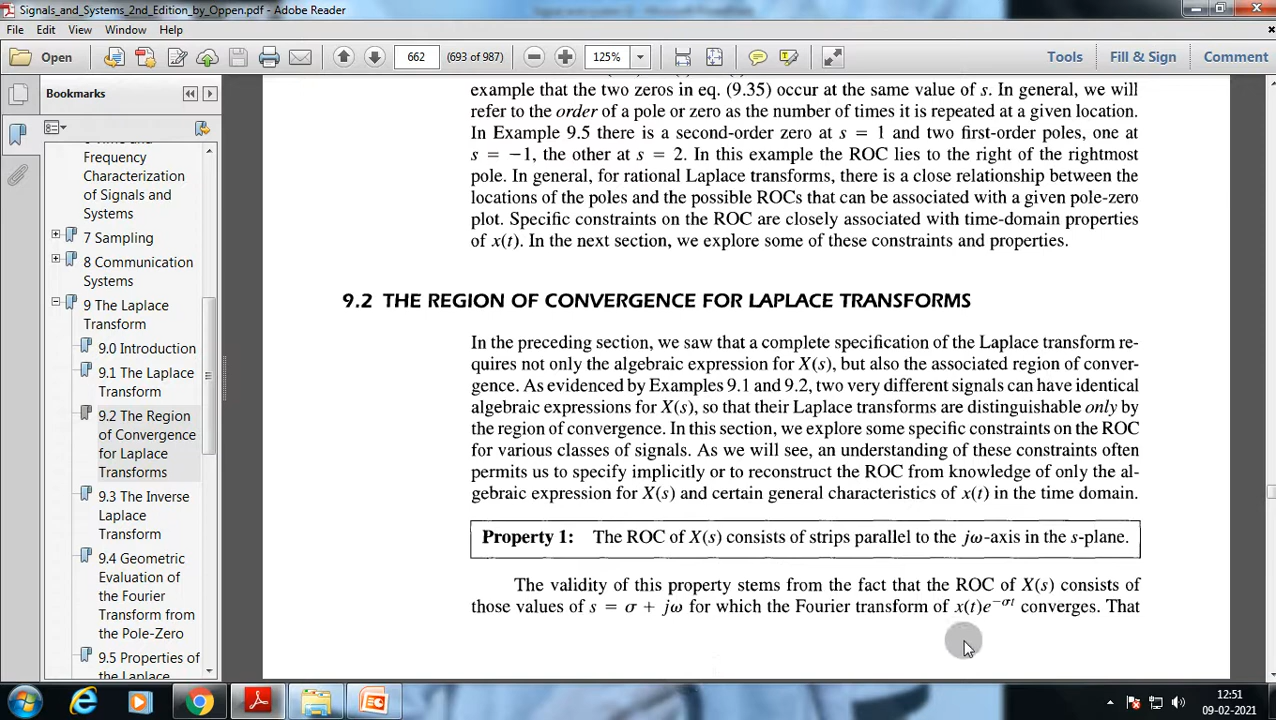 Signals_and_Systems_2nd_Edition_by_Oppen.pdf - Adobe Reader
File Edit View Window Help
Open 662 (693 of 987) 125% Tools Fill & Sign Comment
Bookmarks
Frequency
Characterization
of Signals and
Systems
7 Sampling
8 Communication
Systems
9 The Laplace
Transform
9.0 Introduction
9.1 The Laplace
Transform
9.2 The Region
of Convergence
for Laplace
Transforms
9.3 The Inverse
Laplace
Transform
9.4 Geometric
Evaluation of
the Fourier
Transform from
the Pole-Zero
9.5 Properties of
the Laplace
example that the two zeros in eq. (9.35) occur at the same value of s. In general, we will
refer to the order of a pole or zero as the number of times it is repeated at a given location.
In Example 9.5 there is a second-order zero at s = 1 and two first-order poles, one at
s = −1, the other at s = 2. In this example the ROC lies to the right of the rightmost
pole. In general, for rational Laplace transforms, there is a close relationship between the
locations of the poles and the possible ROCs that can be associated with a given pole-zero
plot. Specific constraints on the ROC are closely associated with time-domain properties
of x(t). In the next section, we explore some of these constraints and properties.
9.2 THE REGION OF CONVERGENCE FOR LAPLACE TRANSFORMS
In the preceding section, we saw that a complete specification of the Laplace transform re-
quires not only the algebraic expression for X(s), but also the associated region of conver-
gence. As evidenced by Examples 9.1 and 9.2, two very different signals can have identical
algebraic expressions for X(s), so that their Laplace transforms are distinguishable only by
the region of convergence. In this section, we explore some specific constraints on the ROC
for various classes of signals. As we will see, an understanding of these constraints often
permits us to specify implicitly or to reconstruct the ROC from knowledge of only the al-
gebraic expression for X(s) and certain general characteristics of x(t) in the time domain.
Property 1: The ROC of X(s) consists of strips parallel to the jω-axis in the s-plane.
The validity of this property stems from the fact that the ROC of X(s) consists of
those values of s = σ + jω for which the Fourier transform of x(t)e^{−σt} converges. That
12:51
09-02-2021